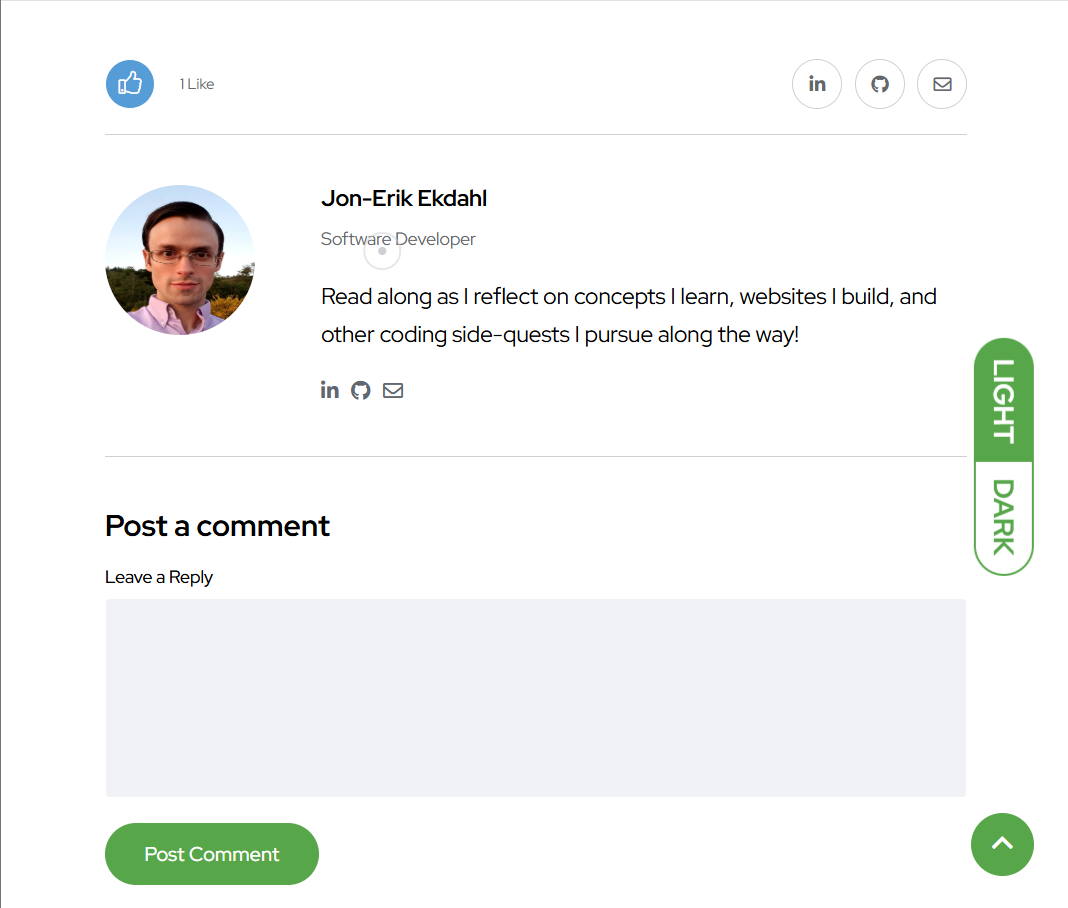 1 Like
in
Jon-Erik Ekdahl
Software Developer
Read along as I reflect on concepts I learn, websites I build, and
other coding side-quests I pursue along the way!
in
LIGHT
DARK
Post a comment
Leave a Reply
Post Comment